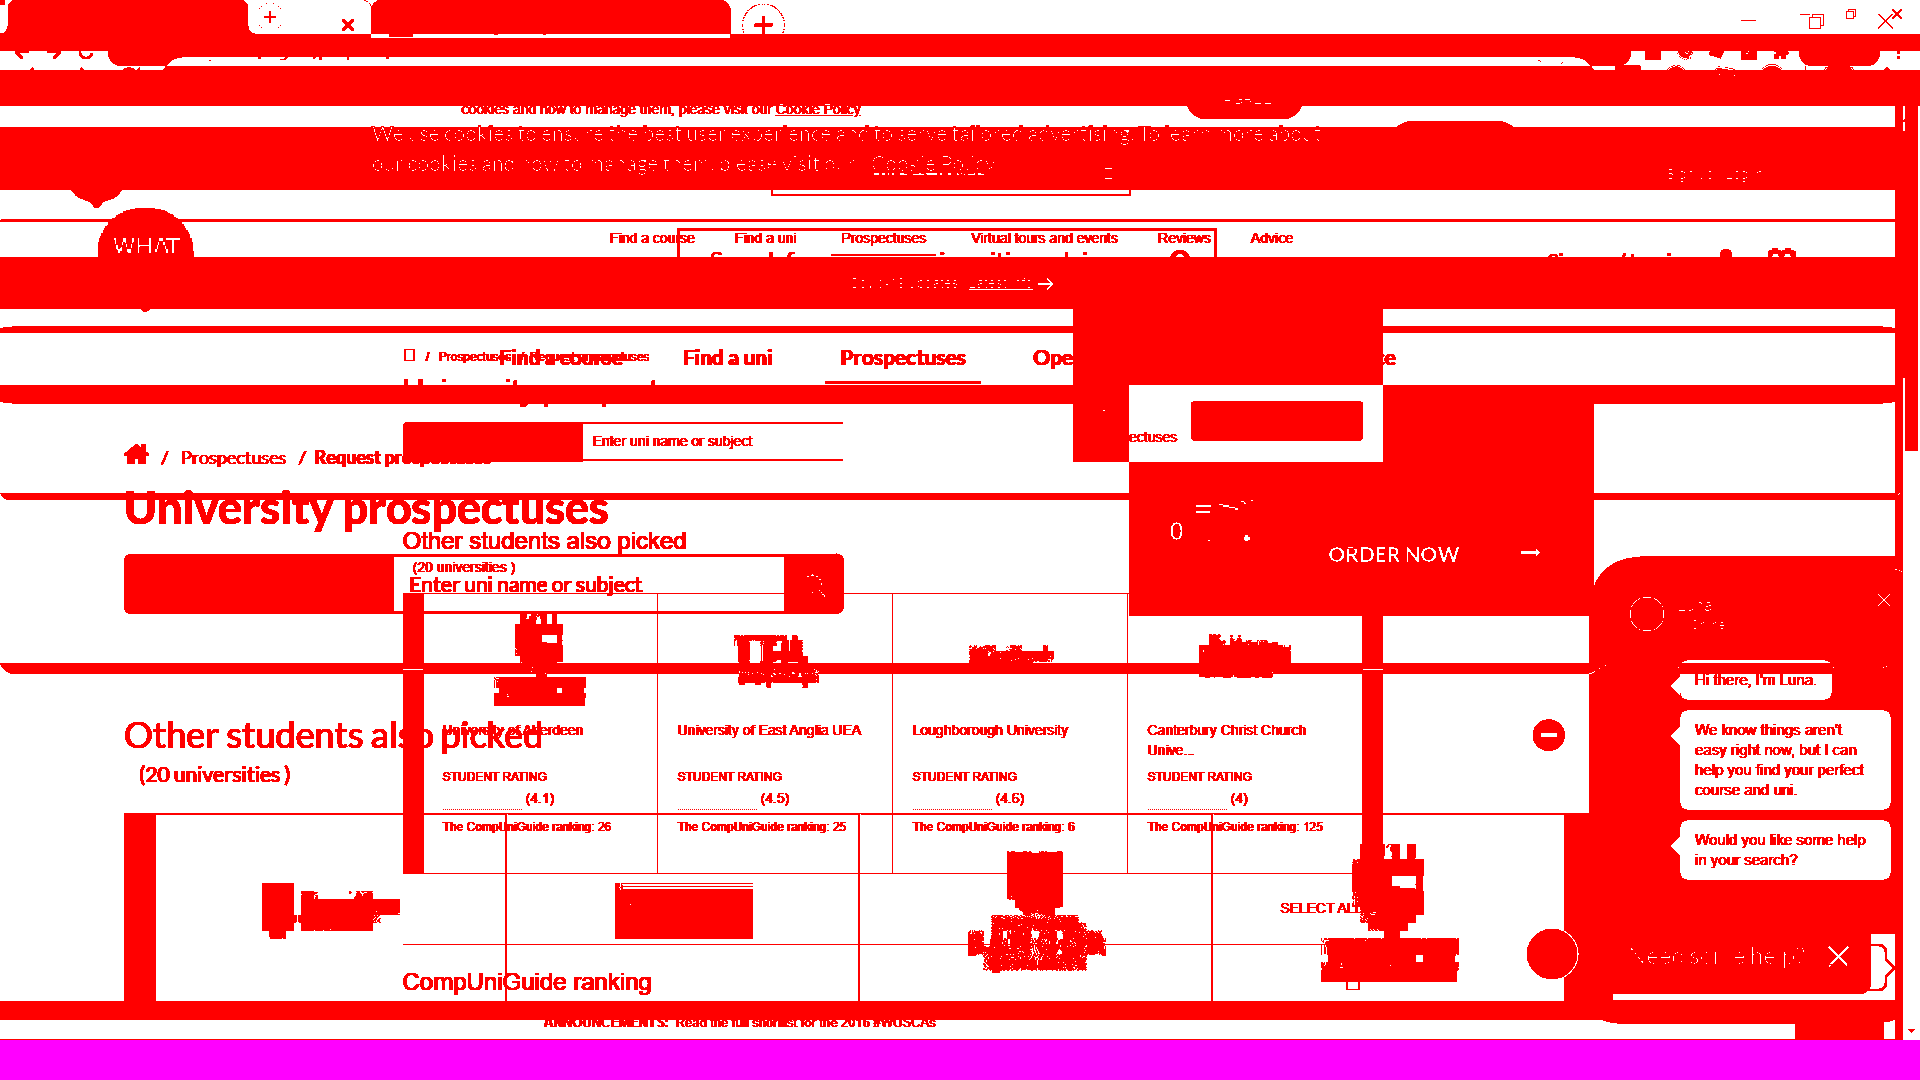 cookies and how to manage them, please visit our Cookie Policy
We use cookies to ensure the best user experience and to serve tailored advertising. To learn more about
our cookies and how to manage them please visit our Cookie Policy
WHAT
Find a course Find a uni Prospectuses Virtual tours and events Reviews Advice
Latest info →
/ Prospectuses
Find a course Find a uni Prospectuses
Enter uni name or subject
ectuses
/ Prospectuses / Request prospectuses
University prospectuses
Other students also picked
(20 universities )
Enter uni name or subject
0
ORDER NOW →
Luna
Hi there, I'm Luna.
We know things aren't
easy right now, but I can
help you find your perfect
course and uni.
Would you like some help
in your search?
University of Aberdeen
University of East Anglia UEA
Loughborough University
Canterbury Christ Church
Unive...
Other students also picked
(20 universities )
STUDENT RATING STUDENT RATING STUDENT RATING STUDENT RATING
(4.1) (4.5) (4.6) (4)
The CompUniGuide ranking: 26 The CompUniGuide ranking: 25 The CompUniGuide ranking: 6 The CompUniGuide ranking: 125
SELECT ALL
Need some help?
CompUniGuide ranking
ANNOUNCEMENTS: Read the full shortlist for the 2016 #WUSCAs